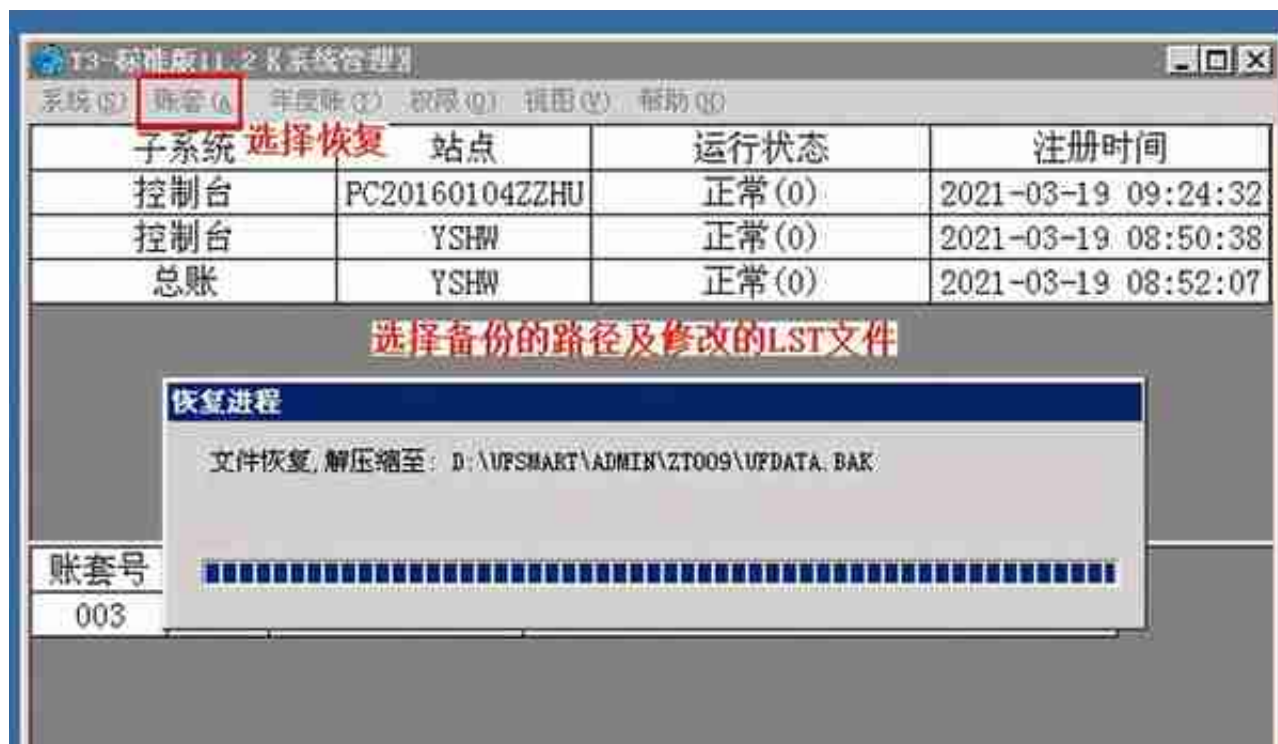 T3-标准版11.2〖系统管理〗
系统(S) 账套(A 年度账(Y) 权限(O) 视图(V) 帮助(H)
选择恢复
子系统 站点 运行状态 注册时间
控制台 PC20160104ZZHU 正常(0) 2021-03-19 09:24:32
控制台 YSHW 正常(0) 2021-03-19 08:50:38
总账 YSHW 正常(0) 2021-03-19 08:52:07
选择备份的路径及修改的LST文件
恢复进程
文件恢复,解压缩至: D:\UFSMART\ADMIN\ZT009\UFDATA.BAK
账套号
003